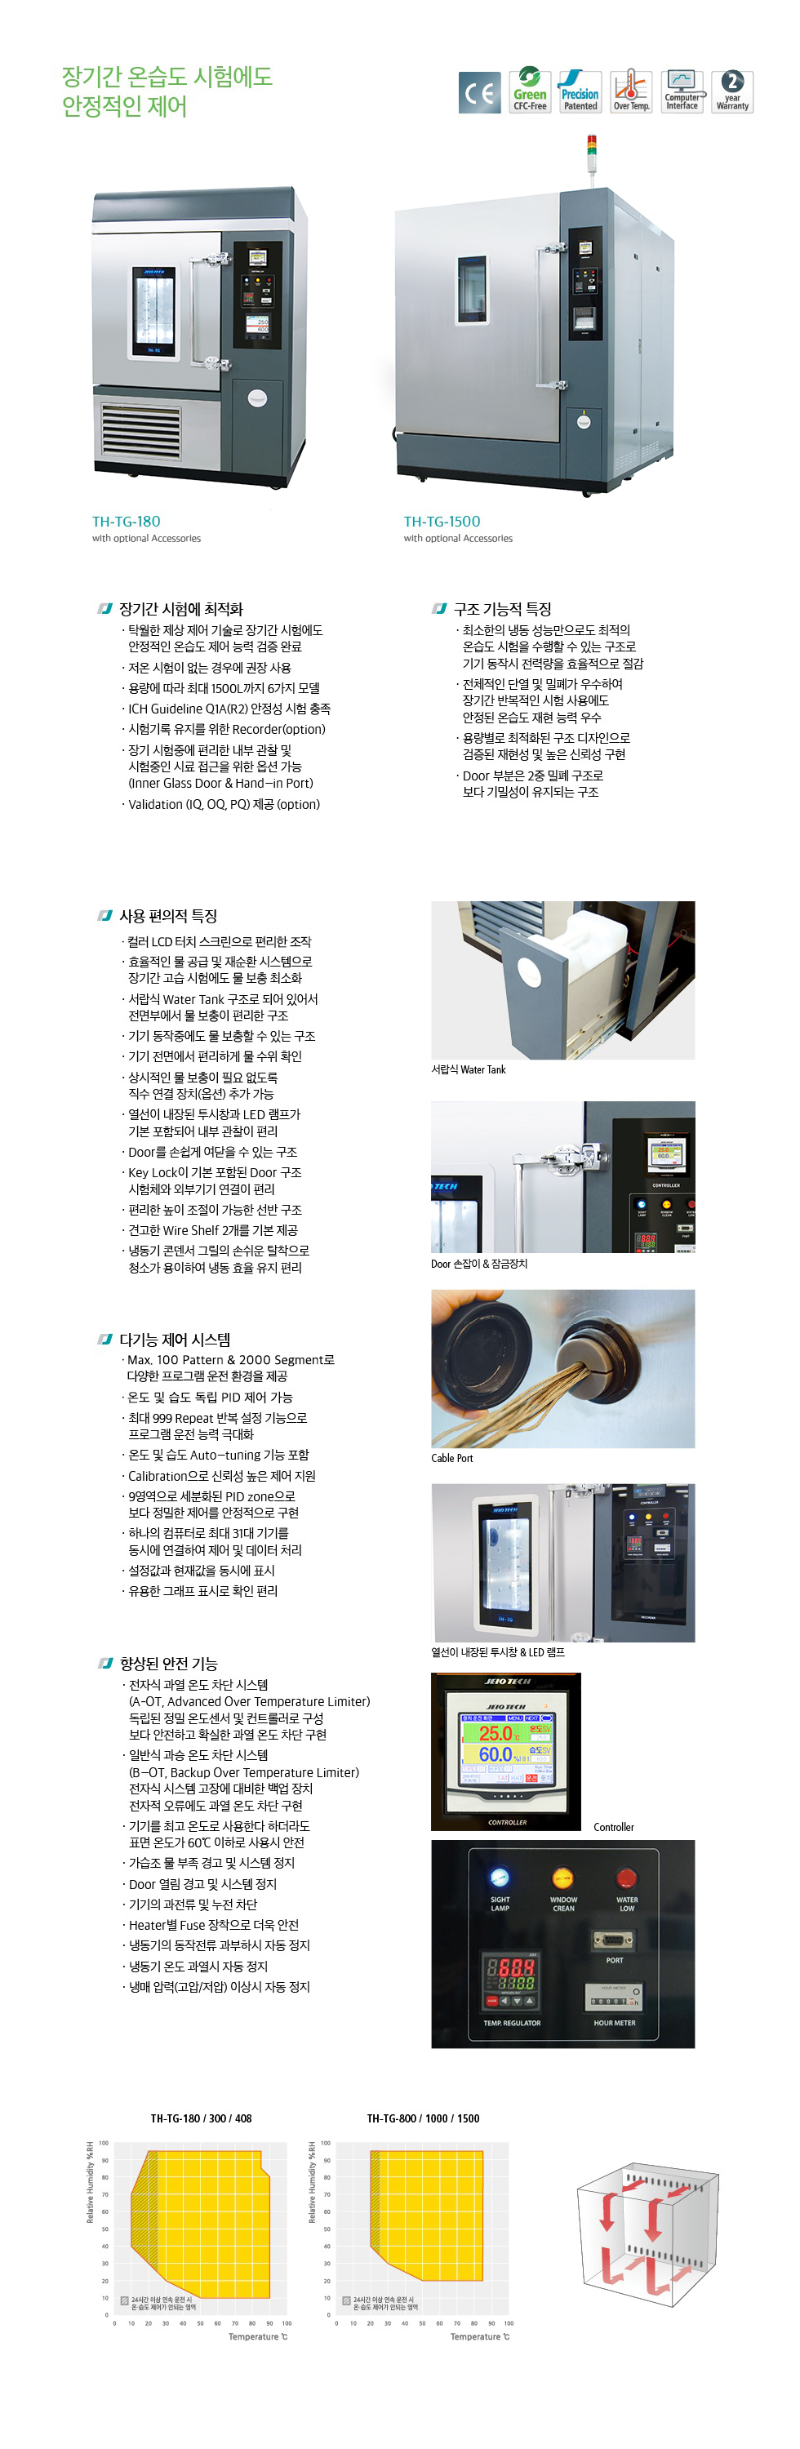 장기간 온습도 시험에도
안정적인 제어
CE
Green
CFC-Free
Precision
Patented
Over Temp.
Computer
Interface
2
year
Warranty
JEIO TECH
TH-TG-180
with optional Accessories
TH-TG-1500
with optional Accessories
장기간 시험에 최적화
· 탁월한 제상 제어 기술로 장기간 시험에도
안정적인 온습도 제어 능력 검증 완료
· 저온 시험이 없는 경우에 권장 사용
· 용량에 따라 최대 1500L까지 6가지 모델
· ICH Guideline Q1A(R2) 안정성 시험 충족
· 시험기록 유지를 위한 Recorder(option)
· 장기 시험중에 편리한 내부 관찰 및
시험중인 시료 접근을 위한 옵션 가능
(Inner Glass Door & Hand-in Port)
· Validation (IQ, OQ, PQ) 제공 (option)
구조 기능적 특징
· 최소한의 냉동 성능만으로도 최적의
온습도 시험을 수행할 수 있는 구조로
기기 동작시 전력량을 효율적으로 절감
· 전체적인 단열 및 밀폐가 우수하여
장기간 반복적인 시험 사용에도
안정된 온습도 재현 능력 우수
· 용량별로 최적화된 구조 디자인으로
검증된 재현성 및 높은 신뢰성 구현
· Door 부분은 2중 밀폐 구조로
보다 기밀성이 유지되는 구조
사용 편의적 특징
· 컬러 LCD 터치 스크린으로 편리한 조작
· 효율적인 물 공급 및 재순환 시스템으로
장기간 고습 시험에도 물 보충 최소화
· 서랍식 Water Tank 구조로 되어 있어서
전면부에서 물 보충이 편리한 구조
· 기기 동작중에도 물 보충할 수 있는 구조
· 기기 전면에서 편리하게 물 수위 확인
· 상시적인 물 보충이 필요 없도록
직수 연결 장치(옵션) 추가 가능
· 열선이 내장된 투시창과 LED 램프가
기본 포함되어 내부 관찰이 편리
· Door를 손쉽게 여닫을 수 있는 구조
· Key Lock이 기본 포함된 Door 구조
시험체와 외부기기 연결이 편리
· 편리한 높이 조절이 가능한 선반 구조
· 견고한 Wire Shelf 2개를 기본 제공
· 냉동기 콘덴서 그릴의 손쉬운 탈착으로
청소가 용이하여 냉동 효율 유지 편리
서랍식 Water Tank
O TECH
CONTROLLER
PORT
Door 손잡이 & 잠금장치
다기능 제어 시스템
· Max. 100 Pattern & 2000 Segment로
다양한 프로그램 운전 환경을 제공
· 온도 및 습도 독립 PID 제어 가능
· 최대 999 Repeat 반복 설정 기능으로
프로그램 운전 능력 극대화
· 온도 및 습도 Auto-tuning 기능 포함
· Calibration으로 신뢰성 높은 제어 지원
· 9영역으로 세분화된 PID zone으로
보다 정밀한 제어를 안정적으로 구현
· 하나의 컴퓨터로 최대 31대 기기를
동시에 연결하여 제어 및 데이터 처리
· 설정값과 현재값을 동시에 표시
· 유용한 그래프 표시로 확인 편리
Cable Port
JEIO TECH
TH-TG
열선이 내장된 투시창 & LED 램프
향상된 안전 기능
· 전자식 과열 온도 차단 시스템
(A-OT, Advanced Over Temperature Limiter)
독립된 정밀 온도센서 및 컨트롤러로 구성
보다 안전하고 확실한 과열 온도 차단 구현
· 일반식 과승 온도 차단 시스템
(B-OT, Backup Over Temperature Limiter)
전자식 시스템 고장에 대비한 백업 장치
전자적 오류에도 과열 온도 차단 구현
· 기기를 최고 온도로 사용한다 하더라도
표면 온도가 60℃ 이하로 사용시 안전
· 가습조 물 부족 경고 및 시스템 정지
· Door 열림 경고 및 시스템 정지
· 기기의 과전류 및 누전 차단
· Heater별 Fuse 장착으로 더욱 안전
· 냉동기의 동작전류 과부하시 자동 정지
· 냉동기 온도 과열시 자동 정지
· 냉매 압력(고압/저압) 이상시 자동 정지
JEIO TECH
JEIO TECH
MENU NEXT
25.0 ℃ 온도SV
60.0 % 습도SV
CONTROLLER
Controller
SIGHT
LAMP
WNDOW
CREAN
WATER
LOW
PORT
HOUR METER
TEMP. REGULATOR
HOUR METER
TH-TG-180 / 300 / 408
Relative Humidity %RH
100
90
80
70
60
50
40
30
20
10
0
24시간 이상 연속 운전 시
온·습도 제어가 안되는 영역
0 10 20 30 40 50 60 70 80 90 100
Temperature ℃
TH-TG-800 / 1000 / 1500
Relative Humidity %RH
100
90
80
70
60
50
40
30
20
10
0
24시간 이상 연속 운전 시
온·습도 제어가 안되는 영역
0 10 20 30 40 50 60 70 80 90 100
Temperature ℃